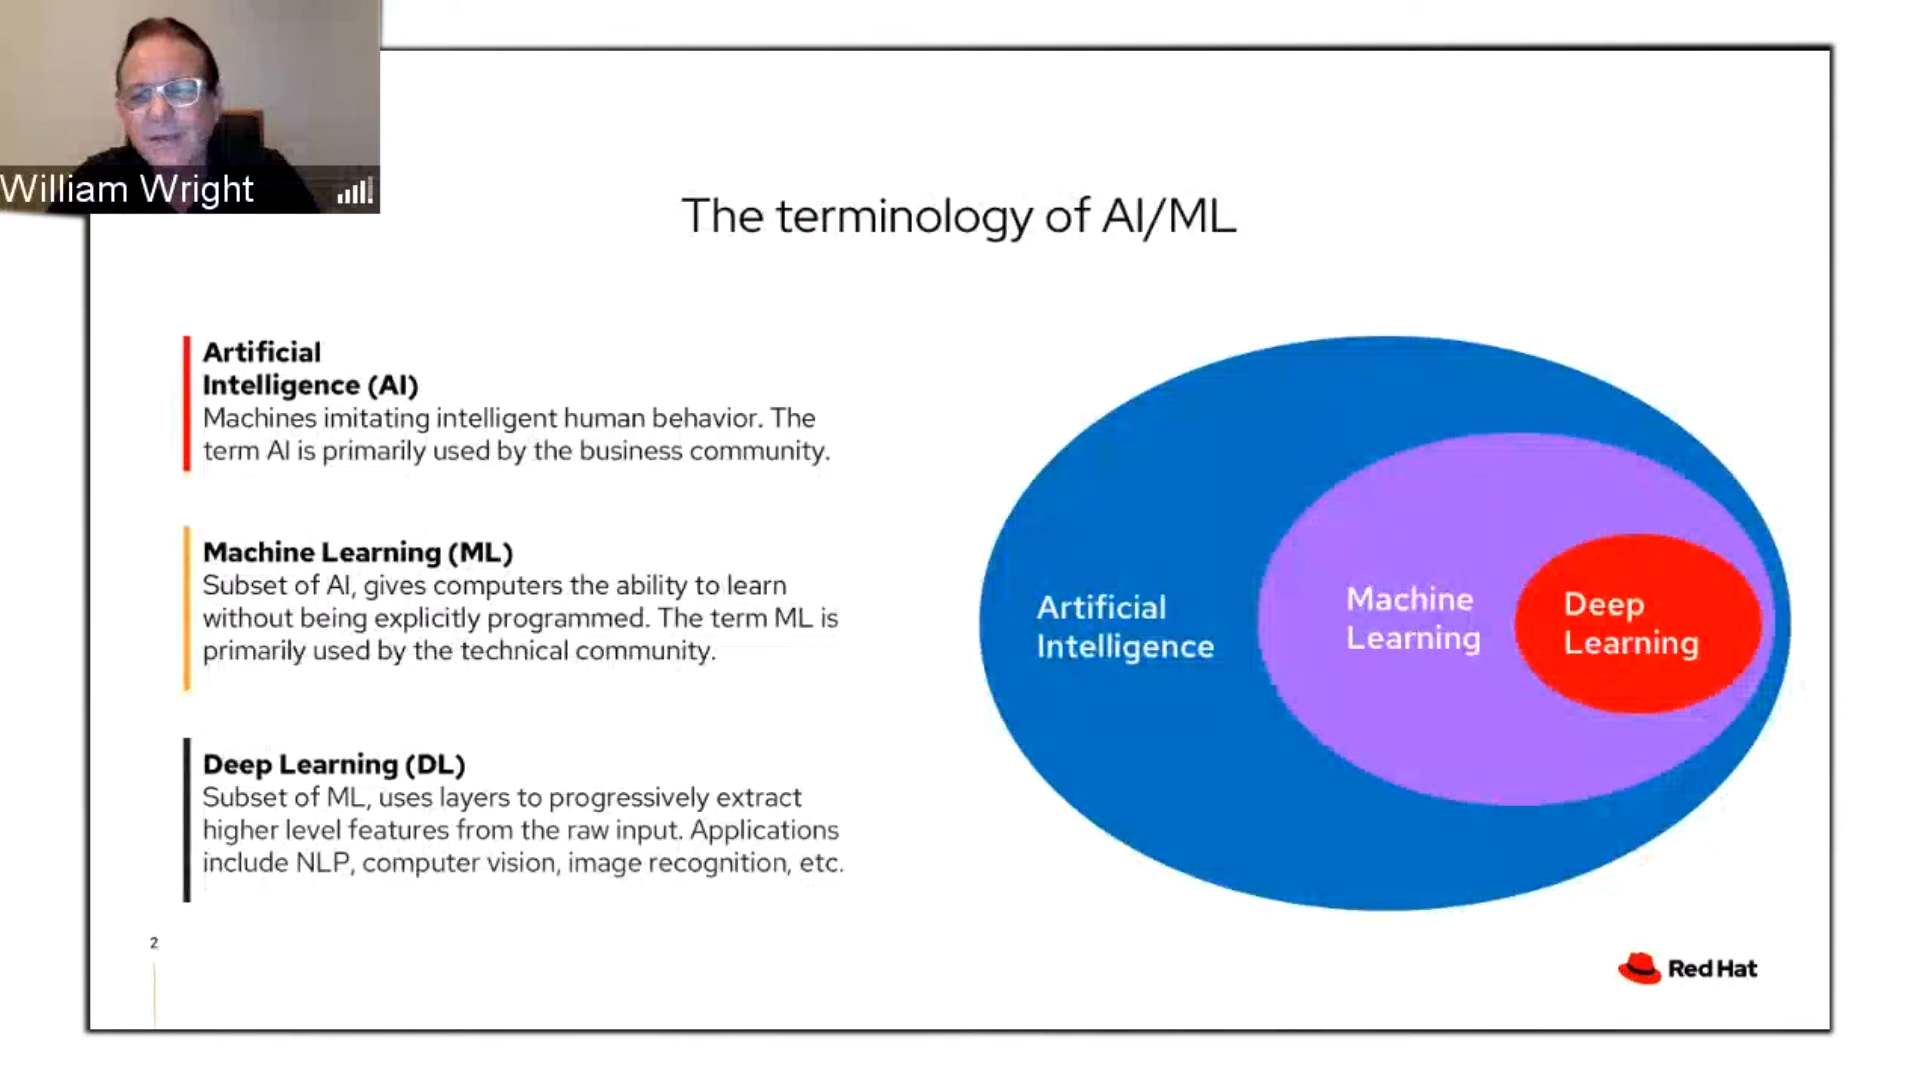 William Wright
The terminology of AI/ML
Artificial
Intelligence (AI)
Machines imitating intelligent human behavior. The
term AI is primarily used by the business community.
Machine Learning (ML)
Subset of AI, gives computers the ability to learn
without being explicitly programmed. The term ML is
primarily used by the technical community.
Deep Learning (DL)
Subset of ML, uses layers to progressively extract
higher level features from the raw input. Applications
include NLP, computer vision, image recognition, etc.
Artificial
Intelligence
Machine
Learning
Deep
Learning
2
Red Hat